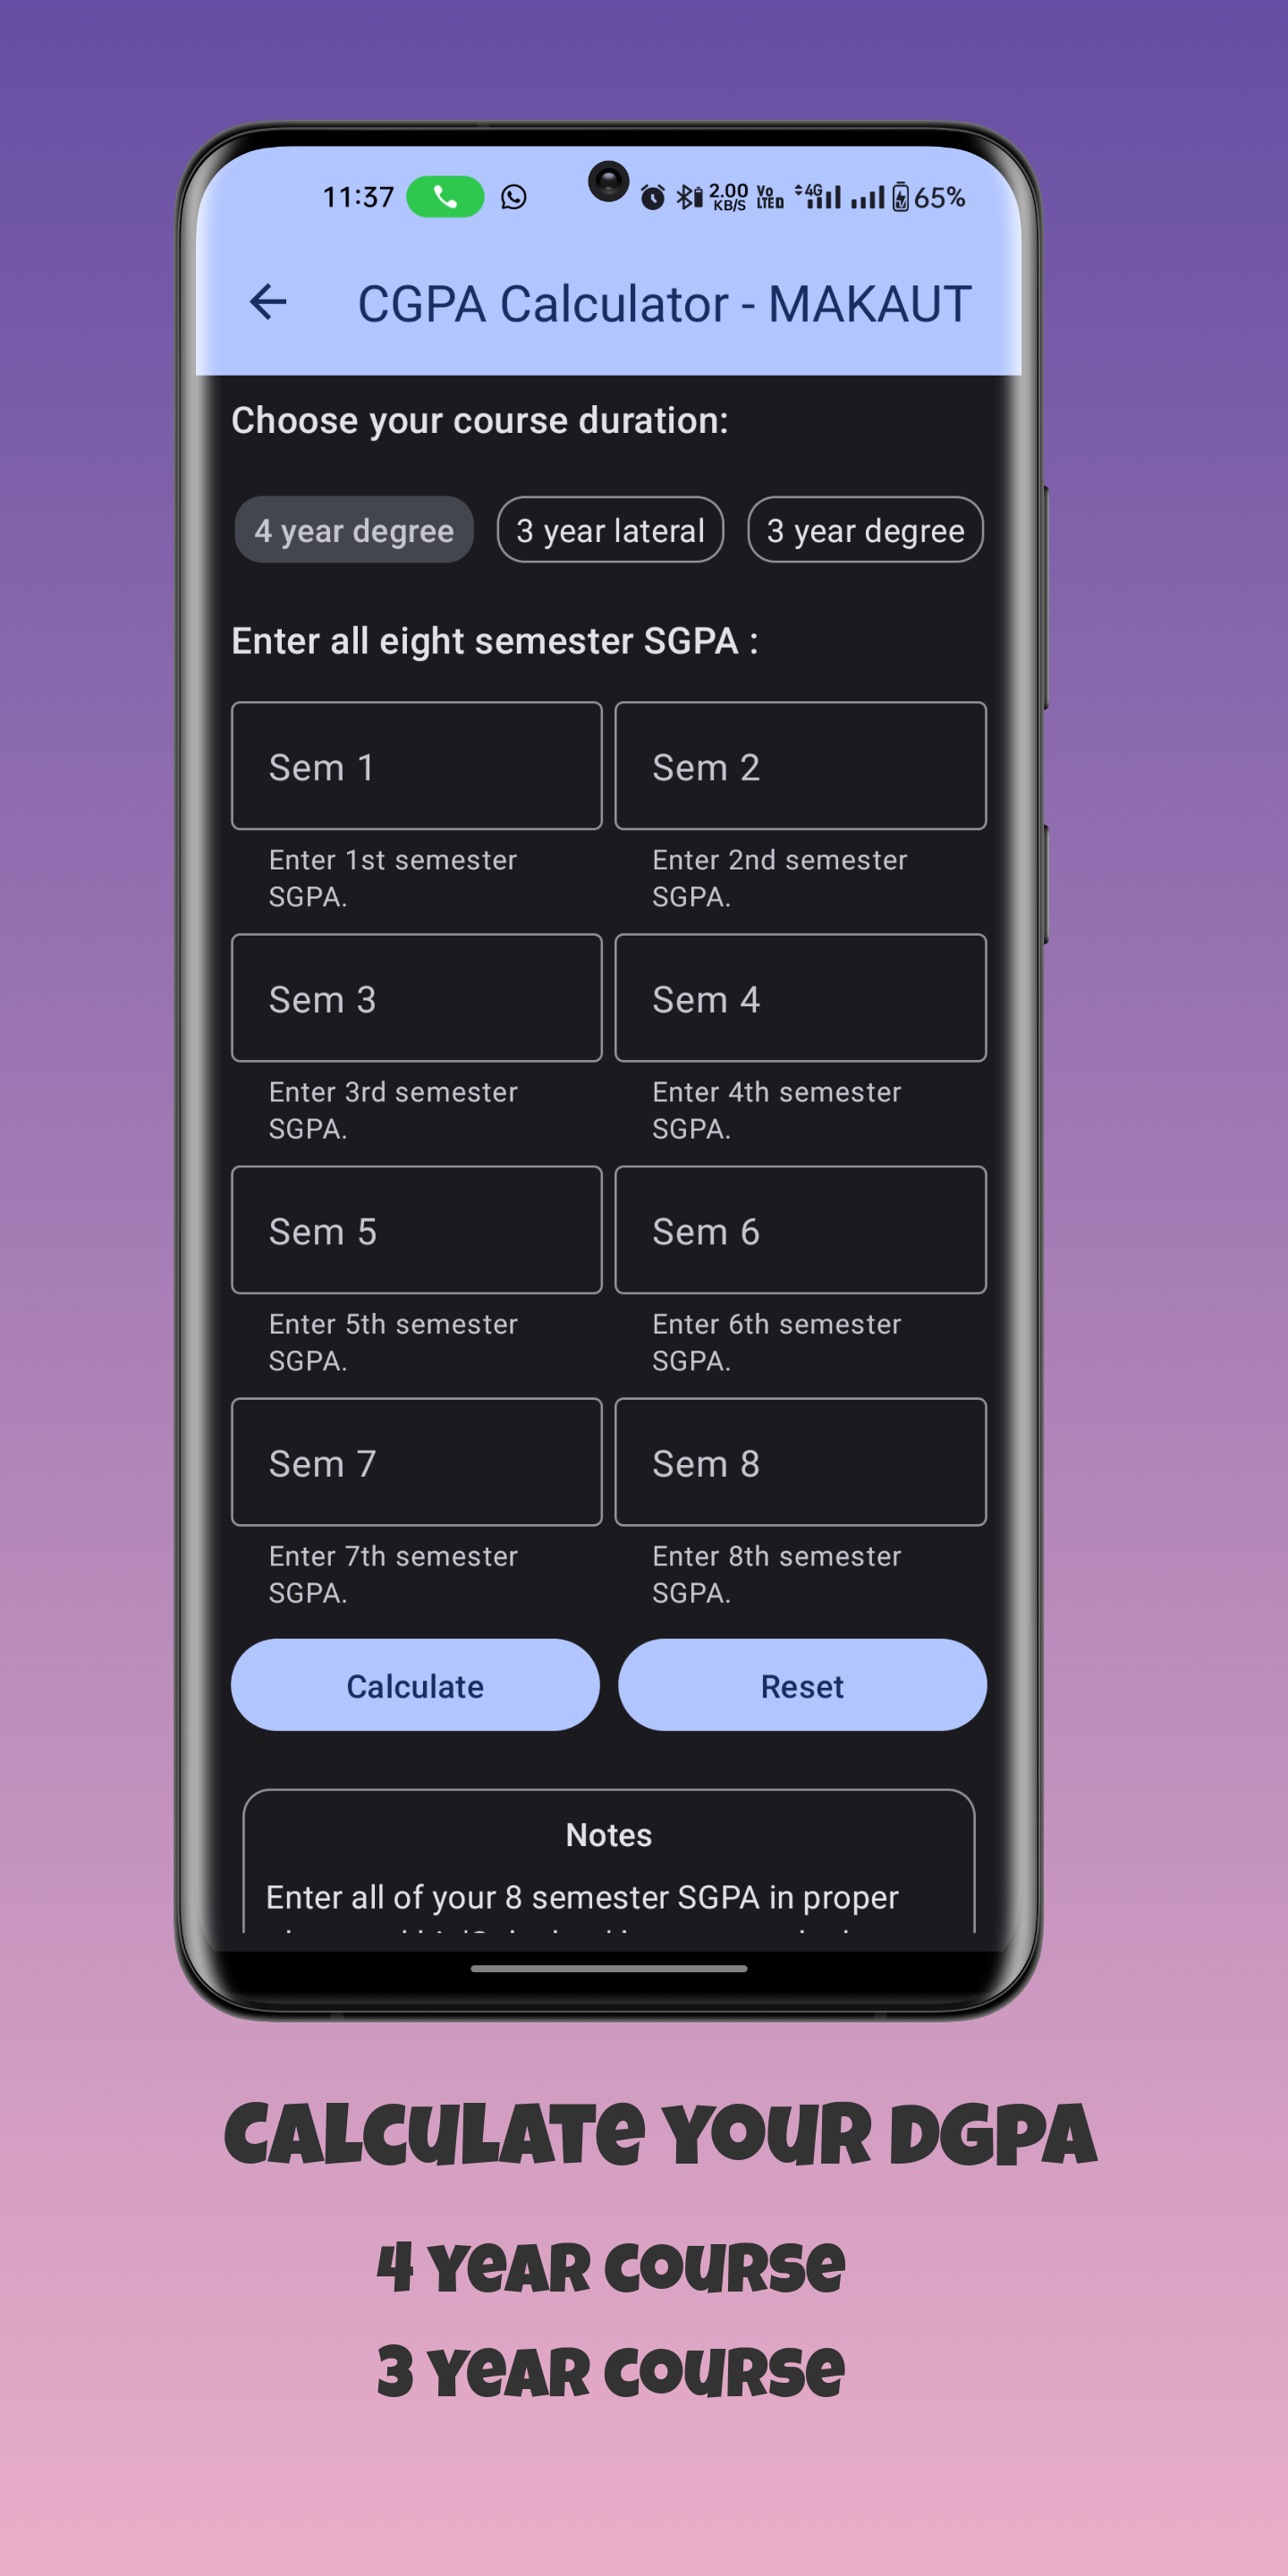 11:37 2.00 KB/S Vo LTE 4G 65%
CGPA Calculator - MAKAUT
Choose your course duration:
4 year degree 3 year lateral 3 year degree
Enter all eight semester SGPA :
Sem 1 Sem 2
Enter 1st semester SGPA. Enter 2nd semester SGPA.
Sem 3 Sem 4
Enter 3rd semester SGPA. Enter 4th semester SGPA.
Sem 5 Sem 6
Enter 5th semester SGPA. Enter 6th semester SGPA.
Sem 7 Sem 8
Enter 7th semester SGPA. Enter 8th semester SGPA.
Calculate Reset
Notes
Enter all of your 8 semester SGPA in proper
CALCULATE YOUR DGPA
4 YEAR COURSE
3 YEAR COURSE